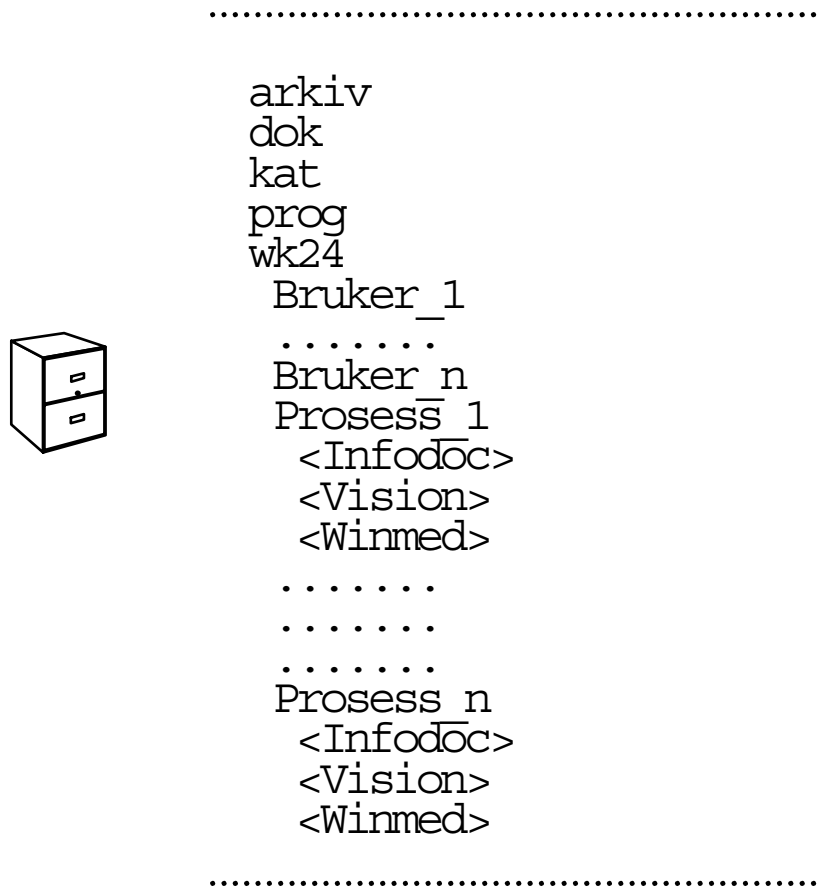 arkiv
dok
kat
prog
wk24
Bruker_1
.......
Bruker_n
Prosess_1
<Infodoc>
<Vision>
<Winmed>
.......
.......
.......
Prosess_n
<Infodoc>
<Vision>
<Winmed>